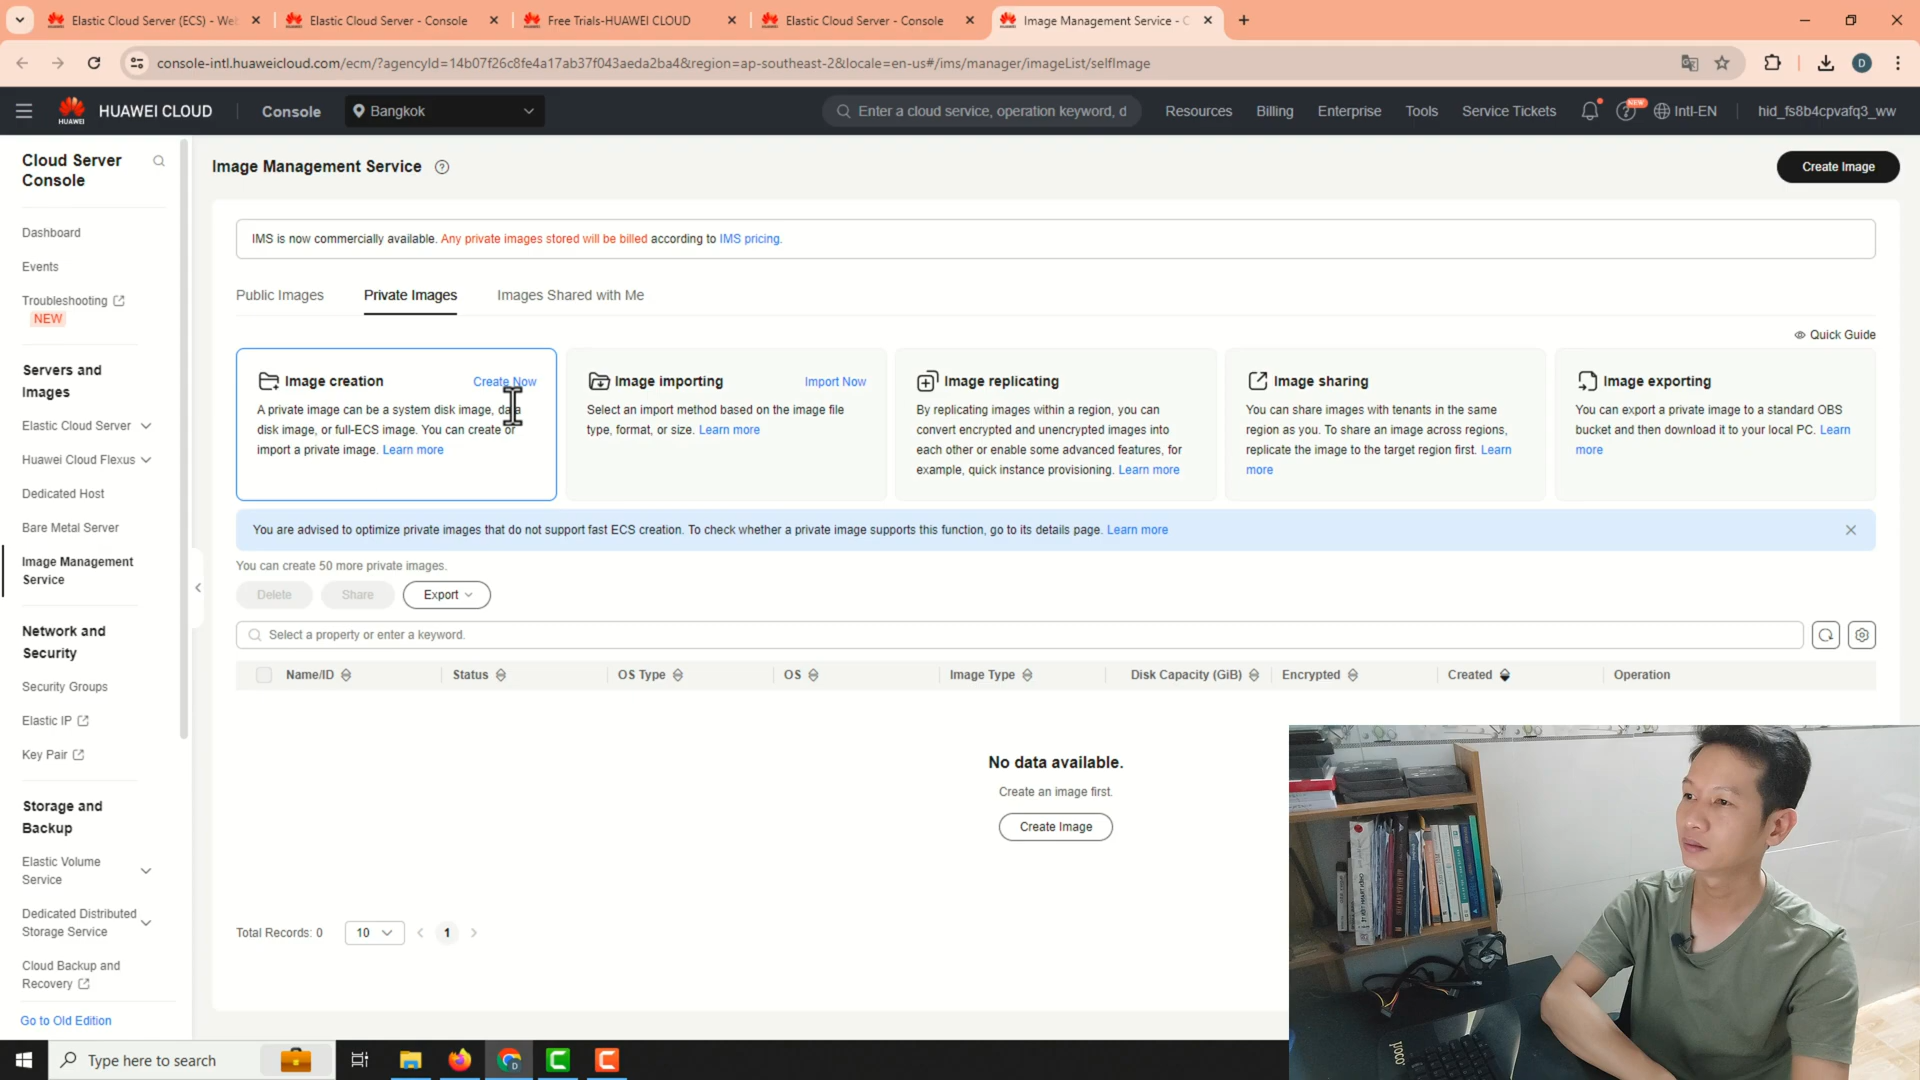 Elastic Cloud Server (ECS) - We
Elastic Cloud Server - Console
Free Trials-HUAWEI CLOUD
Elastic Cloud Server - Console
Image Management Service - C
console-intl.huaweicloud.com/ecm/?agencyId=14b07f26c8fe4a17ab37f043aeda2ba4&region=ap-southeast-2&locale=en-us#/ims/manager/imageList/selfImage
D
HUAWEI
HUAWEI CLOUD
Console
Bangkok
Enter a cloud service, operation keyword, d
Resources
Billing
Enterprise
Tools
Service Tickets
NEW
Intl-EN
hid_fs8b4cpvafq3_ww
Cloud Server
Console
Dashboard
Events
Troubleshooting
NEW
Servers and
Images
Elastic Cloud Server
Huawei Cloud Flexus
Dedicated Host
Bare Metal Server
Image Management
Service
Network and
Security
Security Groups
Elastic IP
Key Pair
Storage and
Backup
Elastic Volume
Service
Dedicated Distributed
Storage Service
Cloud Backup and
Recovery
Go to Old Edition
Image Management Service
Create Image
IMS is now commercially available. Any private images stored will be billed according to IMS pricing.
Public Images
Private Images
Images Shared with Me
Quick Guide
Image creation
Create Now
A private image can be a system disk image, data
disk image, or full-ECS image. You can create or
import a private image. Learn more
Image importing
Import Now
Select an import method based on the image file
type, format, or size. Learn more
Image replicating
By replicating images within a region, you can
convert encrypted and unencrypted images into
each other or enable some advanced features, for
example, quick instance provisioning. Learn more
Image sharing
You can share images with tenants in the same
region as you. To share an image across regions,
replicate the image to the target region first. Learn
more
Image exporting
You can export a private image to a standard OBS
bucket and then download it to your local PC. Learn
more
You are advised to optimize private images that do not support fast ECS creation. To check whether a private image supports this function, go to its details page. Learn more
You can create 50 more private images.
Delete
Share
Export
Select a property or enter a keyword.
Name/ID
Status
OS Type
OS
Image Type
Disk Capacity (GiB)
Encrypted
Created
Operation
No data available.
Create an image first.
Create Image
Total Records: 0
10
1
Type here to search